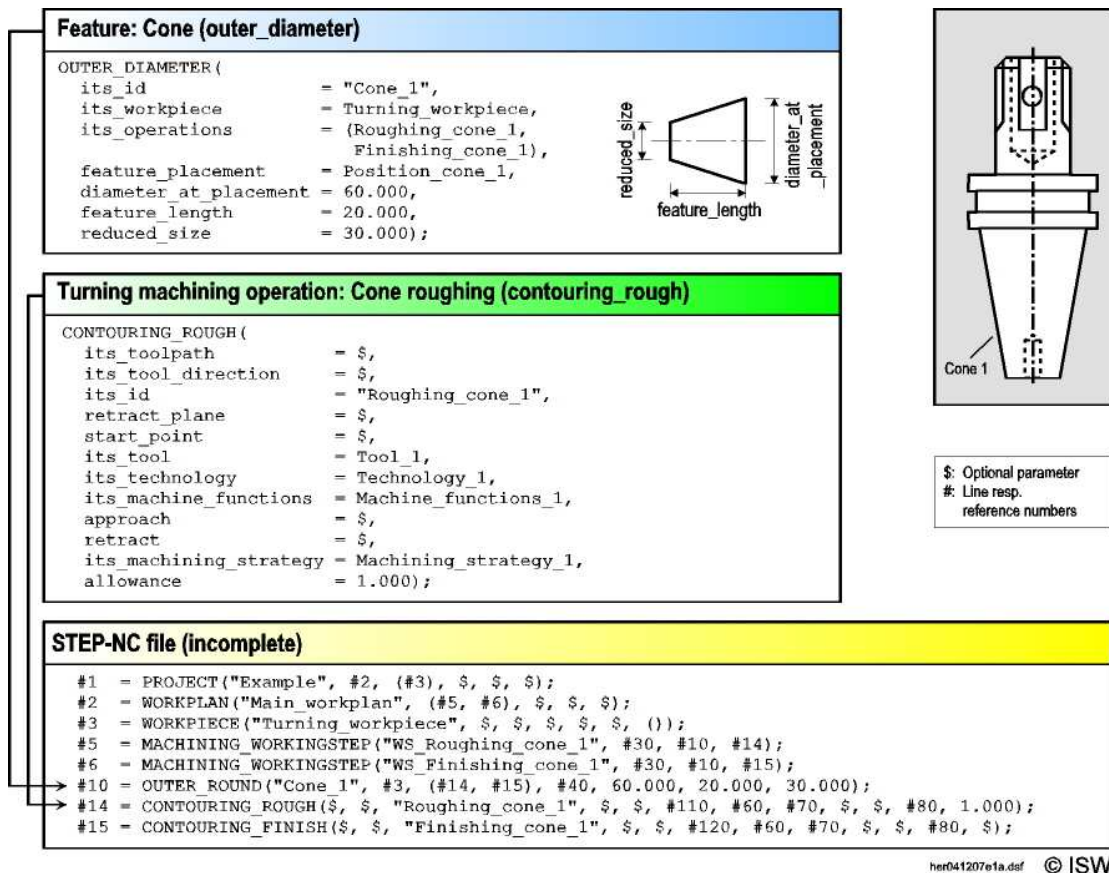 Feature: Cone (outer_diameter)
OUTER_DIAMETER(
its_id = "Cone_1",
its_workpiece = Turning_workpiece,
its_operations = (Roughing_cone_1,
Finishing_cone_1),
feature_placement = Position_cone_1,
diameter_at_placement = 60.000,
feature_length = 20.000,
reduced_size = 30.000);
reduced_size
feature_length
diameter_at
_placement
Turning machining operation: Cone roughing (contouring_rough)
CONTOURING_ROUGH(
its_toolpath = $,
its_tool_direction = $,
its_id = "Roughing_cone_1",
retract_plane = $,
start_point = $,
its_tool = Tool_1,
its_technology = Technology_1,
its_machine_functions = Machine_functions_1,
approach = $,
retract = $,
its_machining_strategy = Machining_strategy_1,
allowance = 1.000);
Cone 1
$: Optional parameter
#: Line resp.
reference numbers
STEP-NC file (incomplete)
#1 = PROJECT("Example", #2, (#3), $, $, $);
#2 = WORKPLAN("Main_workplan", (#5, #6), $, $, $);
#3 = WORKPIECE("Turning_workpiece", $, $, $, $, $, ());
#5 = MACHINING_WORKINGSTEP("WS_Roughing_cone_1", #30, #10, #14);
#6 = MACHINING_WORKINGSTEP("WS_Finishing_cone_1", #30, #10, #15);
#10 = OUTER_ROUND("Cone_1", #3, (#14, #15), #40, 60.000, 20.000, 30.000);
#14 = CONTOURING_ROUGH($, $, "Roughing_cone_1", $, $, #110, #60, #70, $, $, #80, 1.000);
#15 = CONTOURING_FINISH($, $, "Finishing_cone_1", $, $, #120, #60, #70, $, $, #80, $);
her041207e1a.dsf © ISW